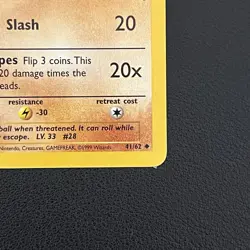 Slash 20
pes Flip 3 coins. This
20 damage times the 20x
eads.
resistance retreat cost
-30
ball when threatened. It can roll while
escape. LV. 33 #28
Nintendo, Creatures, GAMEFREAK. ©1999 Wizards. 41/62